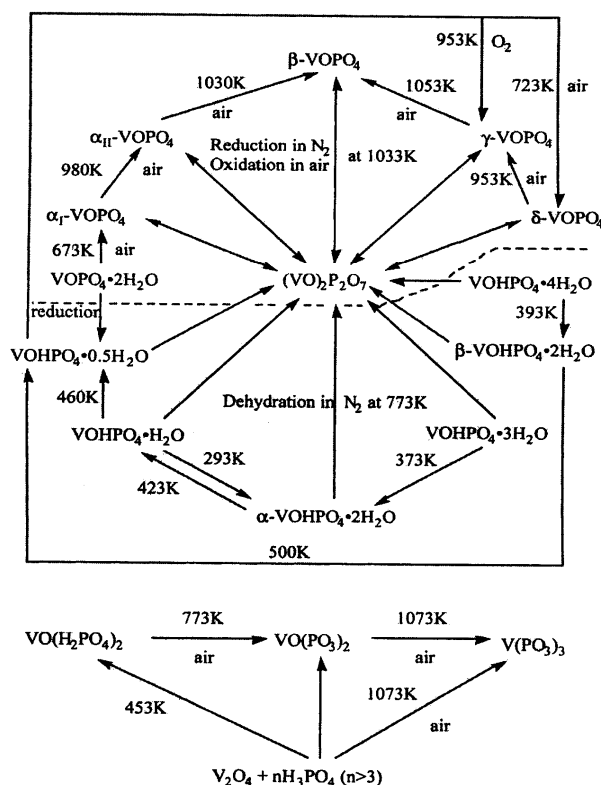 953K O₂
β-VOPO₄
1030K 1053K 723K air
air air
αII-VOPO₄ γ-VOPO₄
Reduction in N₂
Oxidation in air at 1033K
980K air 953K air
αI-VOPO₄ δ-VOPO₄
673K air
VOPO₄•2H₂O (VO)₂P₂O₇ VOHPO₄•4H₂O
reduction 393K
VOHPO₄•0.5H₂O β-VOHPO₄•2H₂O
460K Dehydration in N₂ at 773K
VOHPO₄•H₂O VOHPO₄•3H₂O
293K 373K
423K
α-VOHPO₄•2H₂O
500K
773K 1073K
VO(H₂PO₄)₂ VO(PO₃)₂ V(PO₃)₃
air air
453K 1073K
air
V₂O₄ + nH₃PO₄ (n>3)